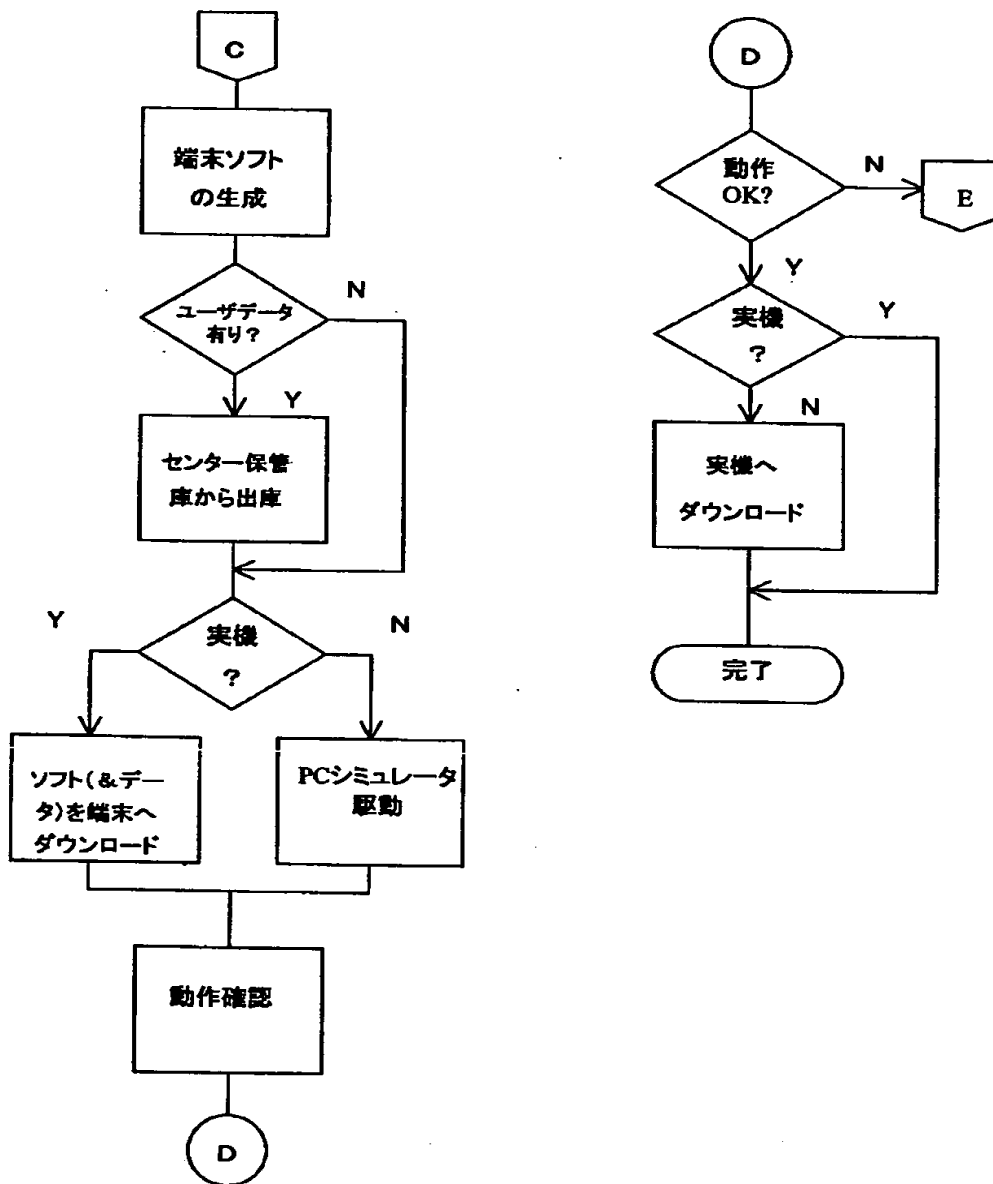 C
端末ソフト
の生成
N
ユーザデータ
有り?
Y
センター保管
庫から出庫
Y
実機
?
N
ソフト(&デー
タ)を端末へ
ダウンロード
PCシミュレータ
駆動
動作確認
D
D
動作
OK?
N
E
Y
実機
?
Y
N
実機へ
ダウンロード
完了